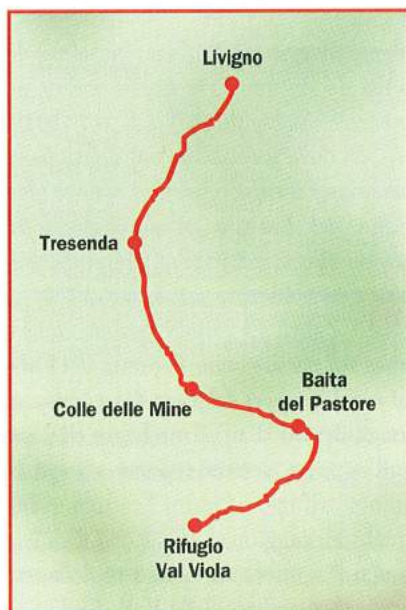 Livigno
Tresenda
Colle delle Mine
Baita
del Pastore
Rifugio
Val Viola